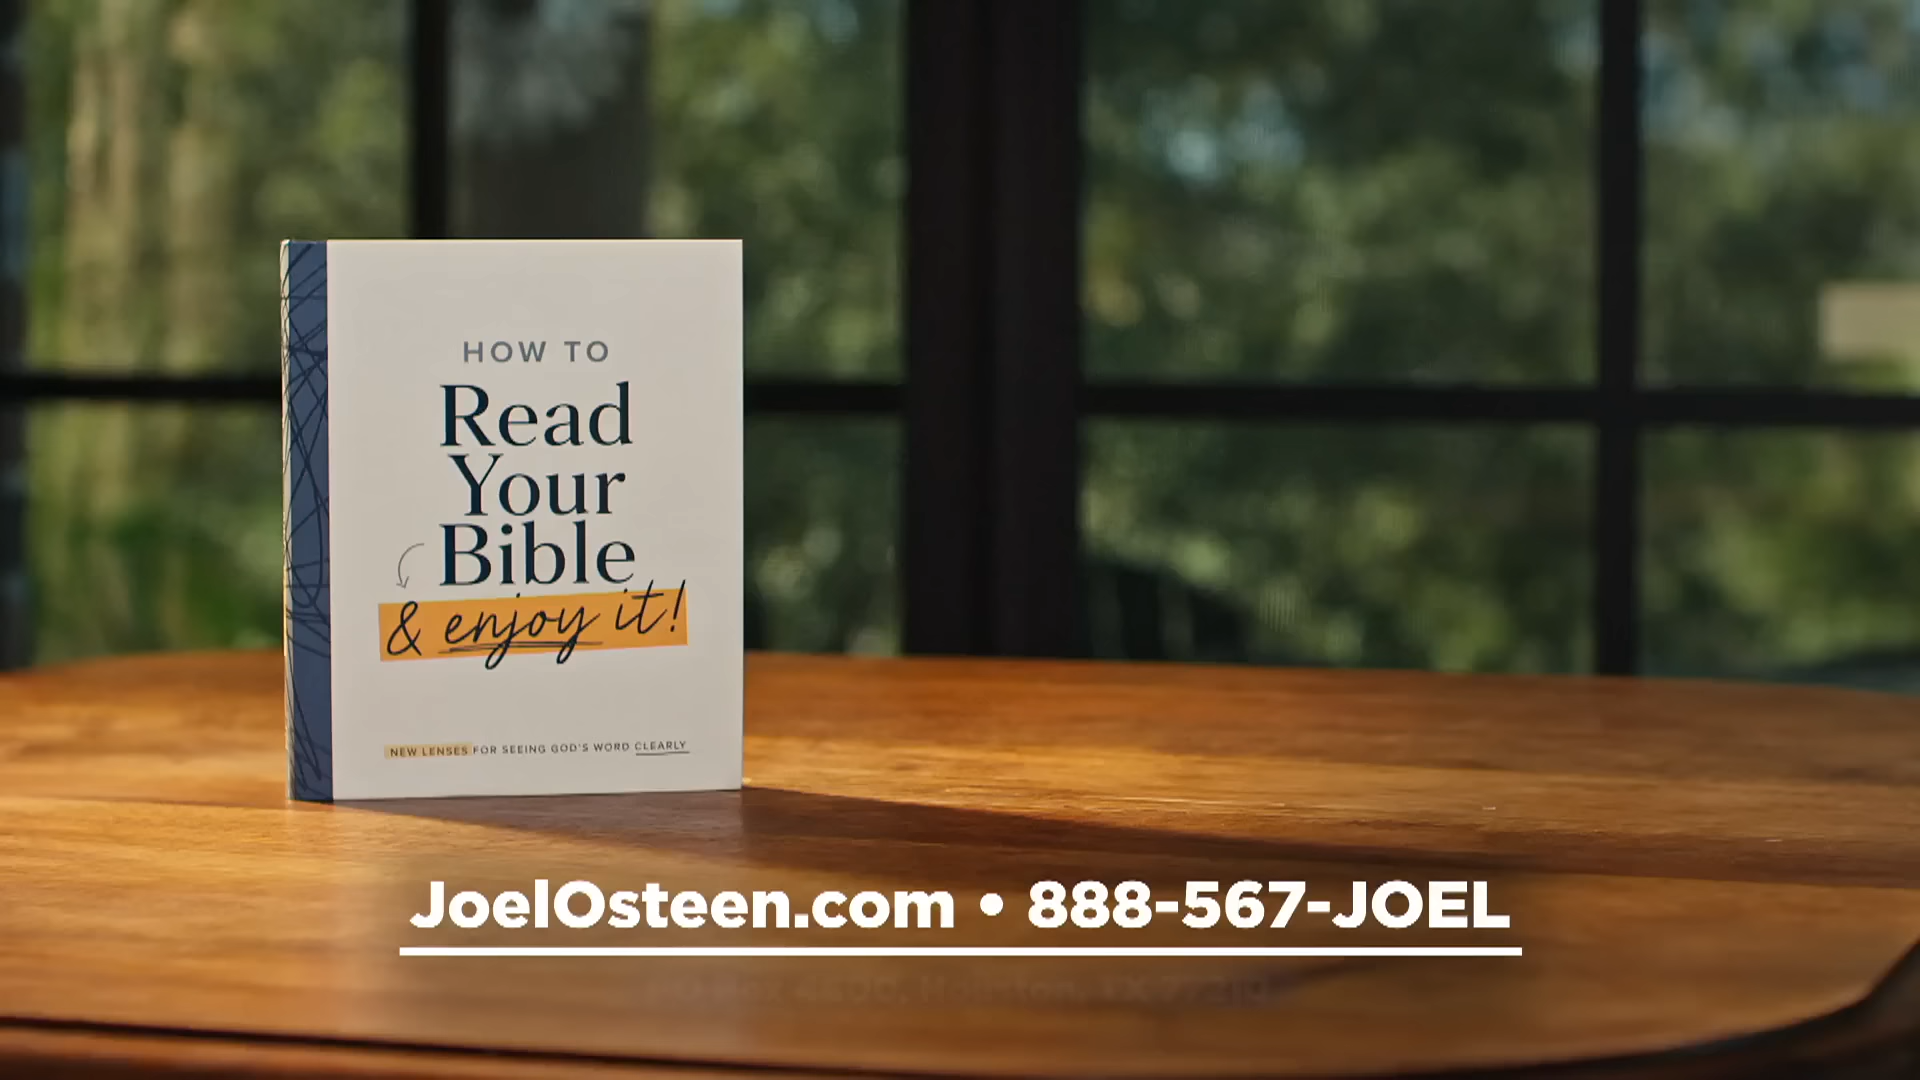 HOW TO
Read
Your
Bible
& enjoy it!
NEW LENSES FOR SEEING GOD'S WORD CLEARLY
JoelOsteen.com • 888-567-JOEL